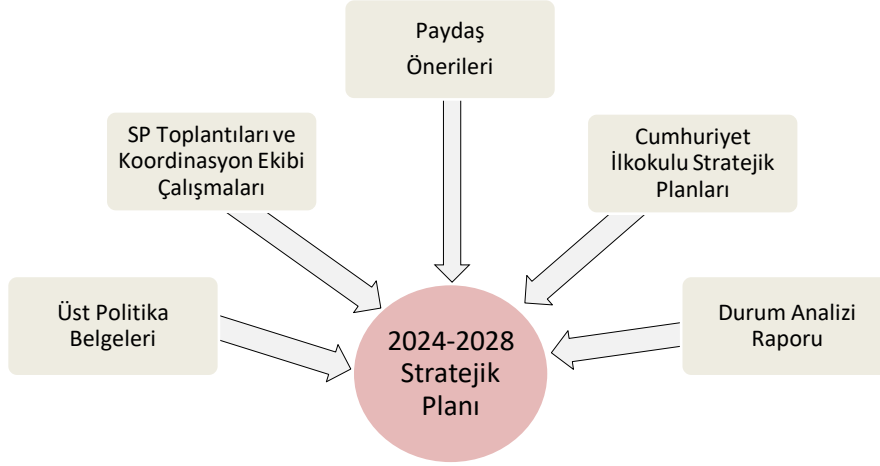 Paydaş
Önerileri
SP Toplantıları ve
Koordinasyon Ekibi
Çalışmaları
Cumhuriyet
İlkokulu Stratejik
Planları
Üst Politika
Belgeleri
2024-2028
Stratejik
Planı
Durum Analizi
Raporu